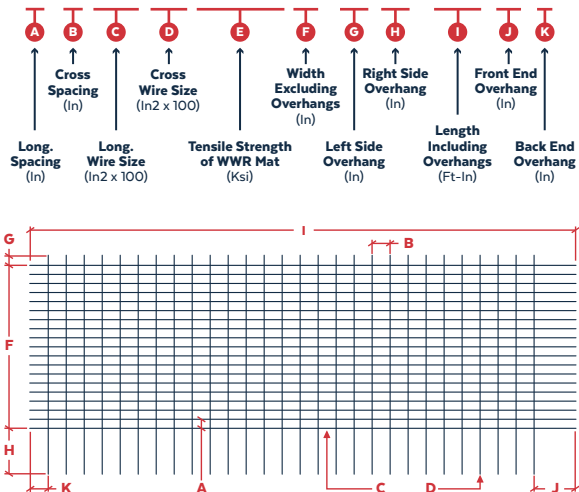 A B C D E F G H I J K
Cross
Spacing
(In)
Cross
Wire Size
(In2 x 100)
Width
Excluding
Overhangs
(In)
Right Side
Overhang
(In)
Front End
Overhang
(In)
Long.
Spacing
(In)
Long.
Wire Size
(In2 x 100)
Tensile Strength
of WWR Mat
(Ksi)
Left Side
Overhang
(In)
Length
Including
Overhangs
(Ft-In)
Back End
Overhang
(In)
I
G
B
F
H
K
A
C
D
J